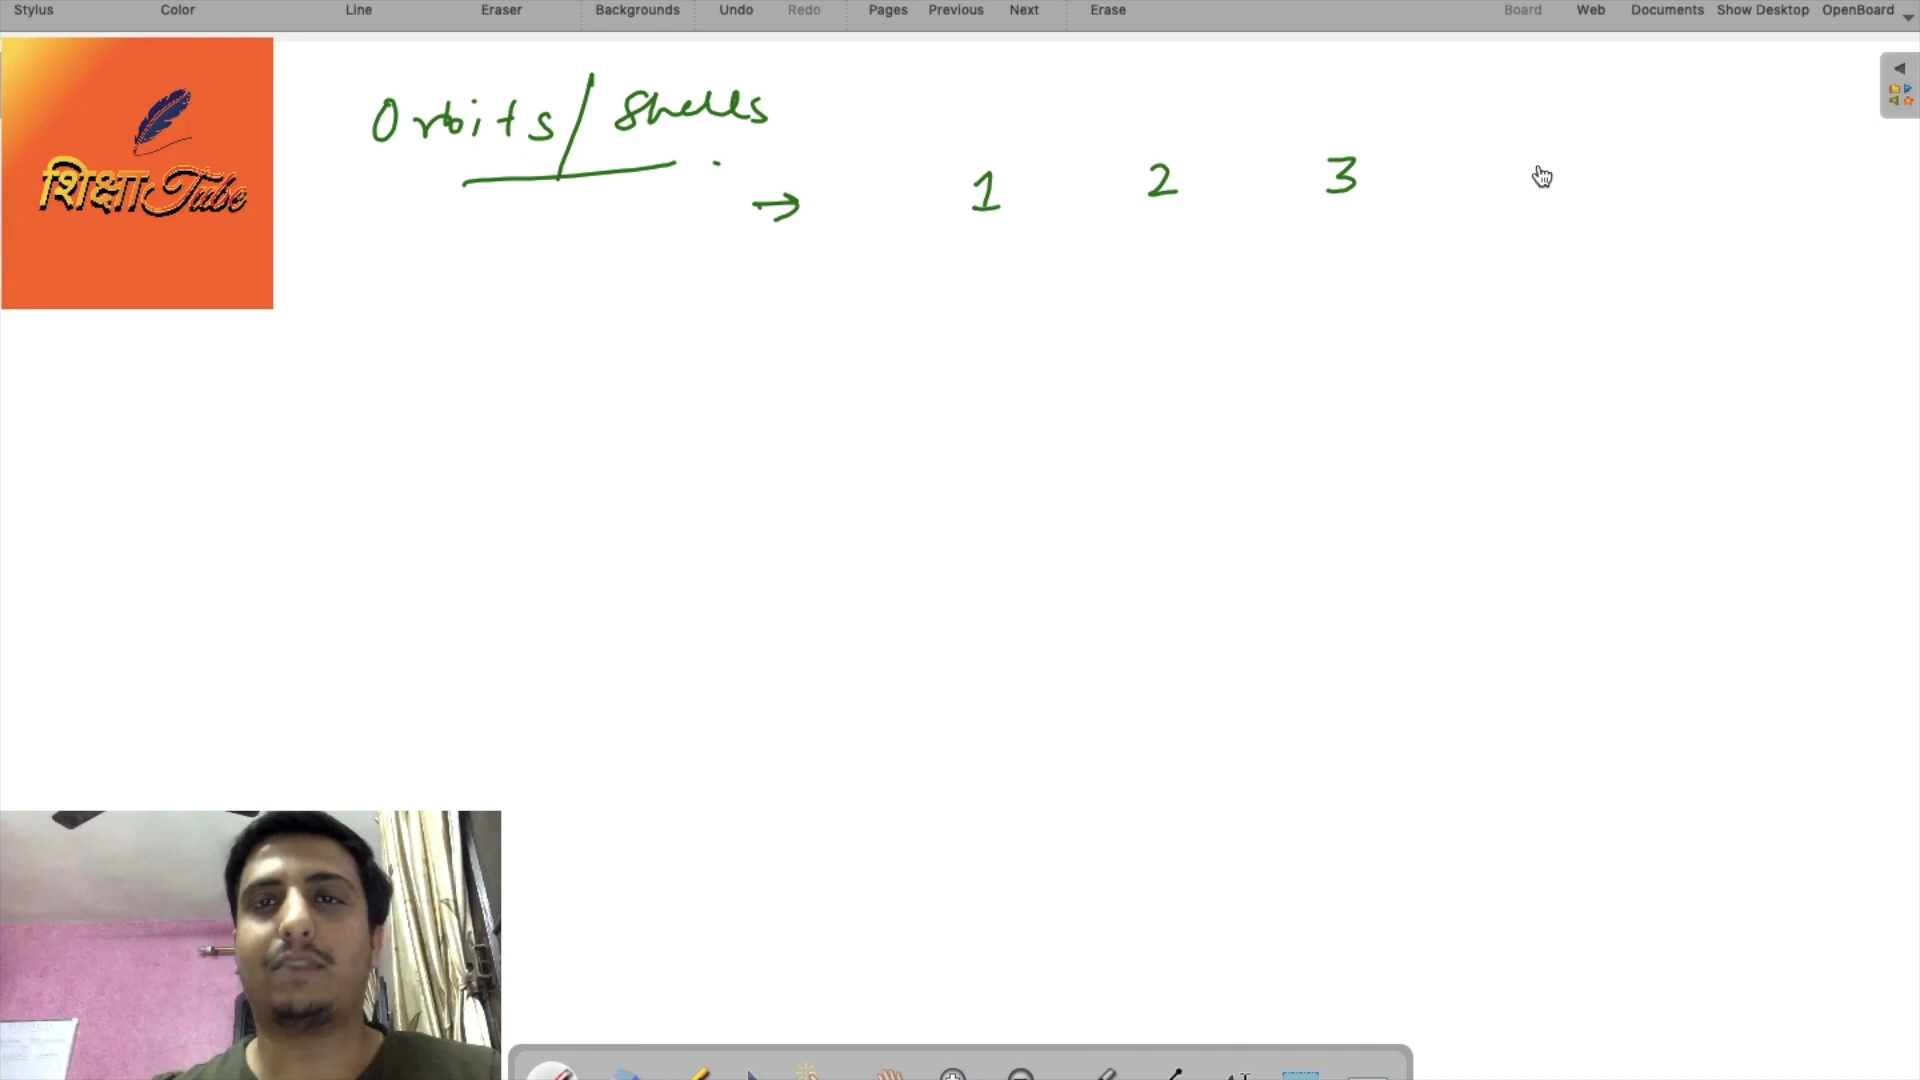 Stylus Color Line Eraser Backgrounds Undo Redo Pages Previous Next Erase Board Web Documents Show Desktop OpenBoard
Orbits / Shells
शिक्षा Tube
→ 1 2 3